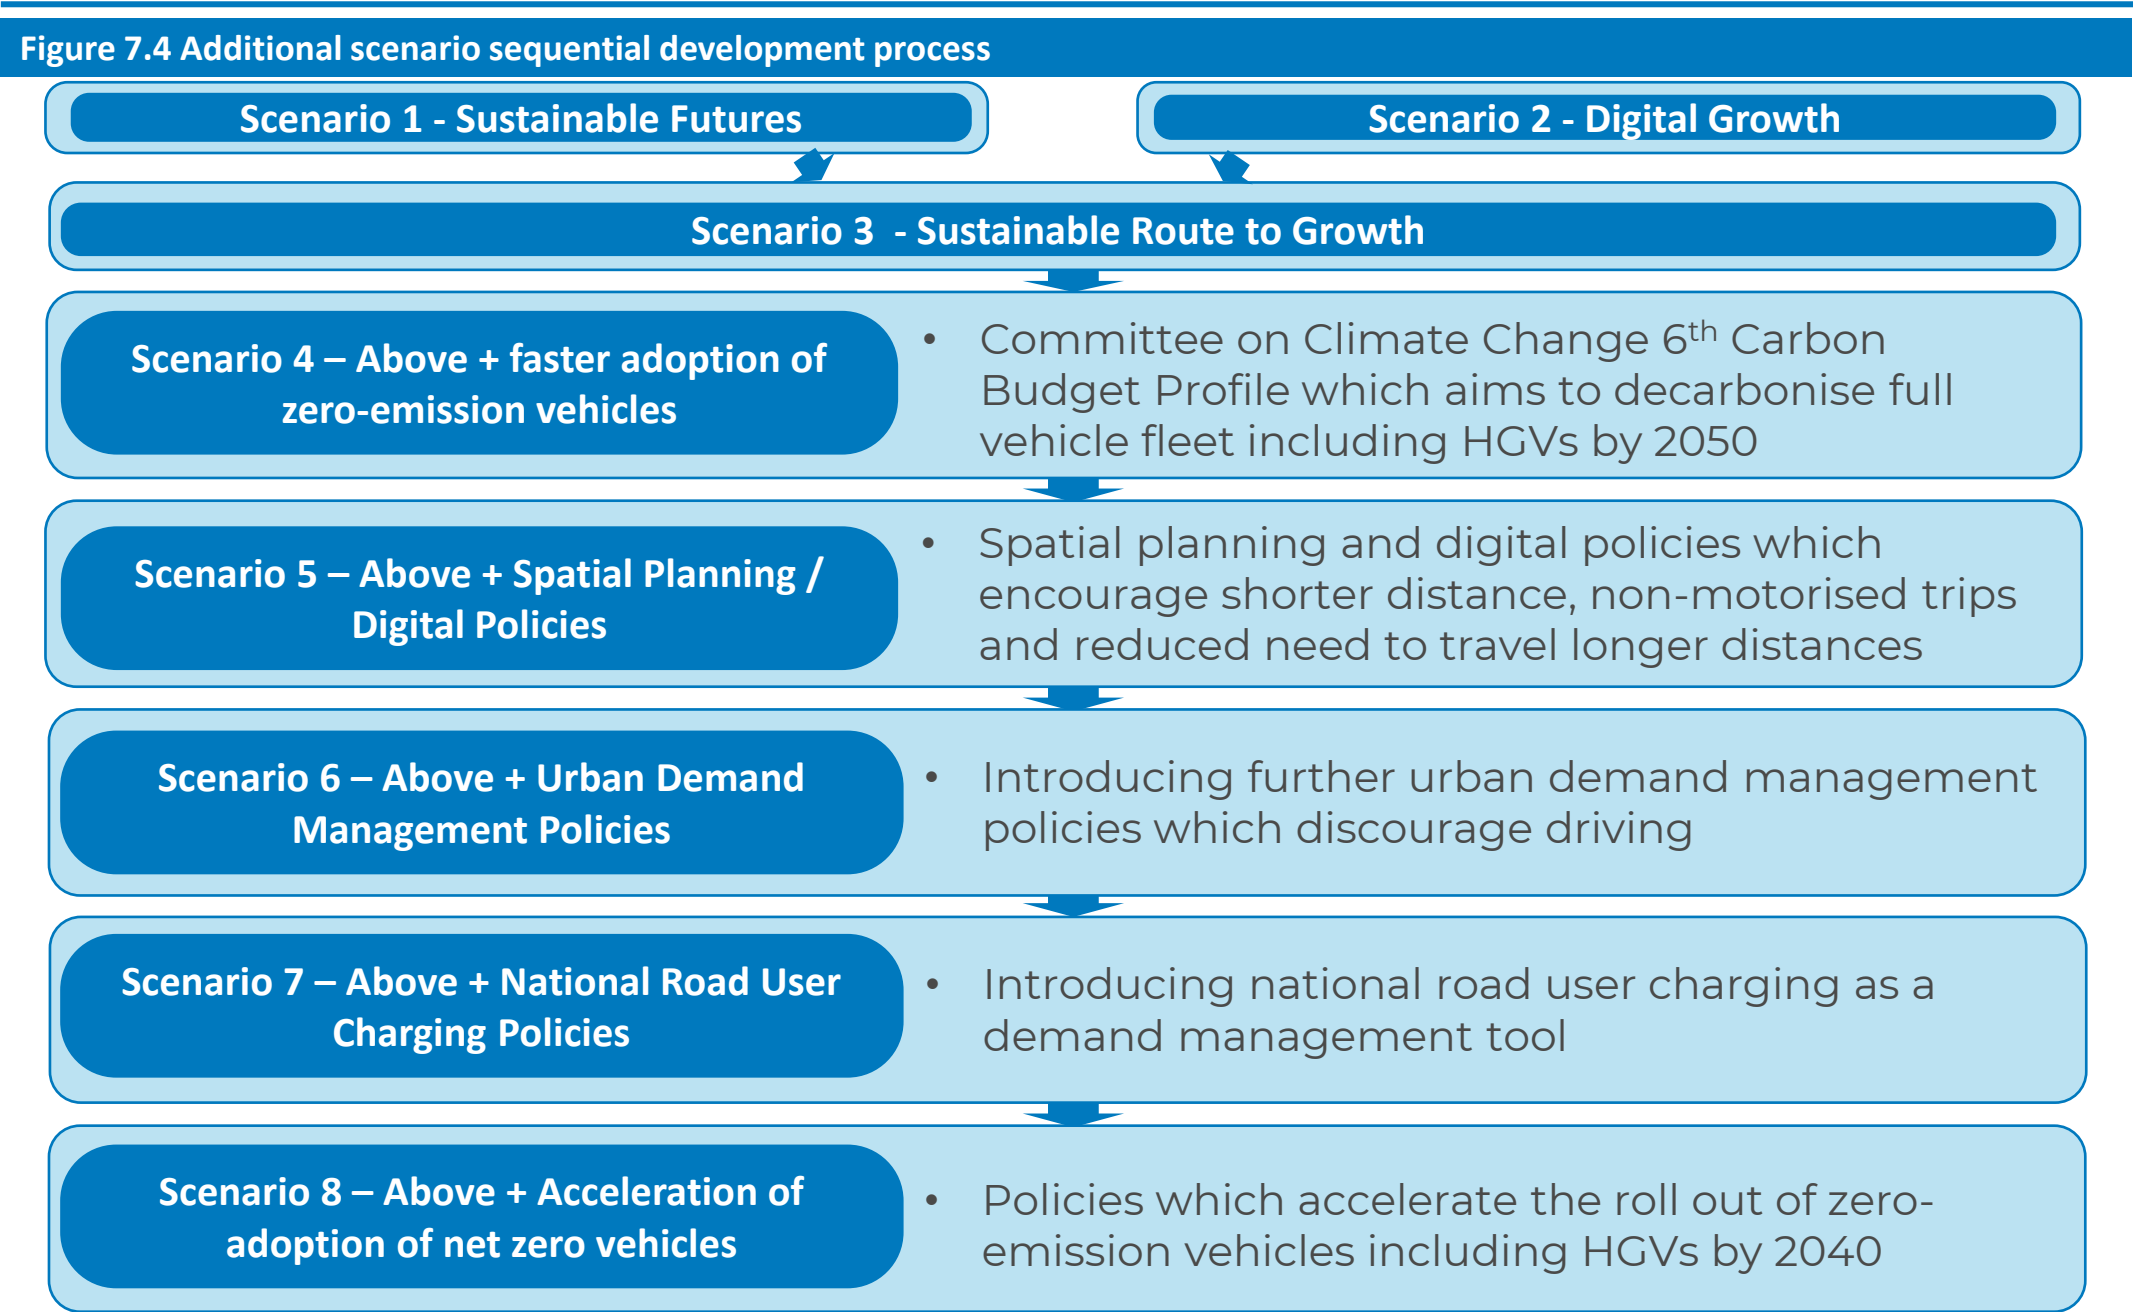 Figure 7.4 Additional scenario sequential development process
Scenario 1 - Sustainable Futures
Scenario 2 - Digital Growth
Scenario 3  - Sustainable Route to Growth
Scenario 4 – Above + faster adoption of
zero-emission vehicles
• Committee on Climate Change 6th Carbon
Budget Profile which aims to decarbonise full
vehicle fleet including HGVs by 2050
Scenario 5 – Above + Spatial Planning /
Digital Policies
• Spatial planning and digital policies which
encourage shorter distance, non-motorised trips
and reduced need to travel longer distances
Scenario 6 – Above + Urban Demand
Management Policies
• Introducing further urban demand management
policies which discourage driving
Scenario 7 – Above + National Road User
Charging Policies
• Introducing national road user charging as a
demand management tool
Scenario 8 – Above + Acceleration of
adoption of net zero vehicles
• Policies which accelerate the roll out of zero-
emission vehicles including HGVs by 2040